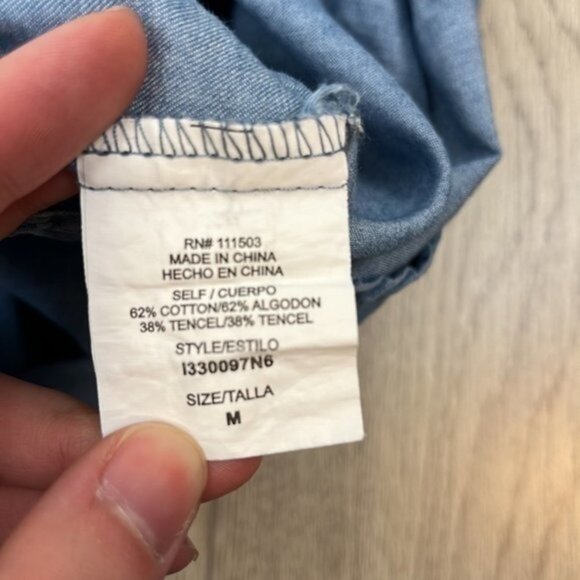 RN# 111503
MADE IN CHINA
HECHO EN CHINA
SELF / CUERPO
62% COTTON/62% ALGODON
38% TENCEL/38% TENCEL
STYLE/ESTILO
I330097N6
SIZE/TALLA
M